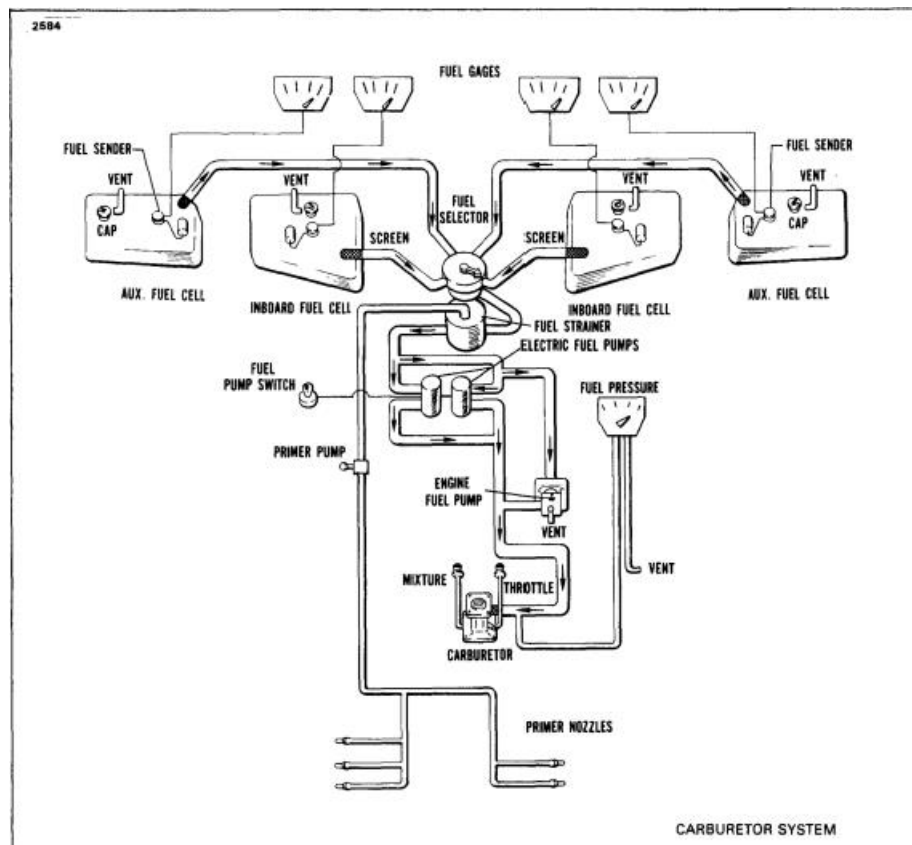 2584
FUEL GAGES
FUEL SENDER
FUEL SENDER
VENT
VENT
FUEL
SELECTOR
VENT
VENT
CAP
SCREEN
SCREEN
CAP
AUX. FUEL CELL
INBOARD FUEL CELL
INBOARD FUEL CELL
AUX. FUEL CELL
FUEL STRAINER
ELECTRIC FUEL PUMPS
FUEL
PUMP SWITCH
FUEL PRESSURE
PRIMER PUMP
ENGINE
FUEL PUMP
VENT
VENT
MIXTURE
THROTTLE
CARBURETOR
PRIMER NOZZLES
CARBURETOR SYSTEM